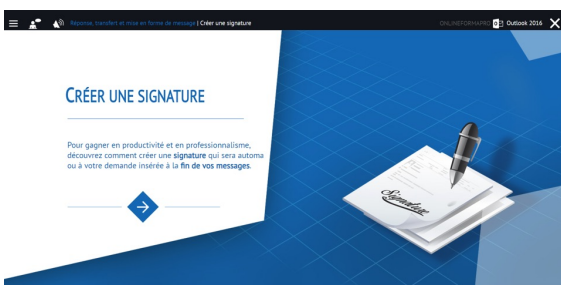 Réponse, transfert et mise en forme de message | Créer une signature
ONLINEFORMAPRO Outlook 2016
CRÉER UNE SIGNATURE
Pour gagner en productivité et en professionnalisme,
découvrez comment créer une signature qui sera automa
ou à votre demande insérée à la fin de vos messages.
Signature